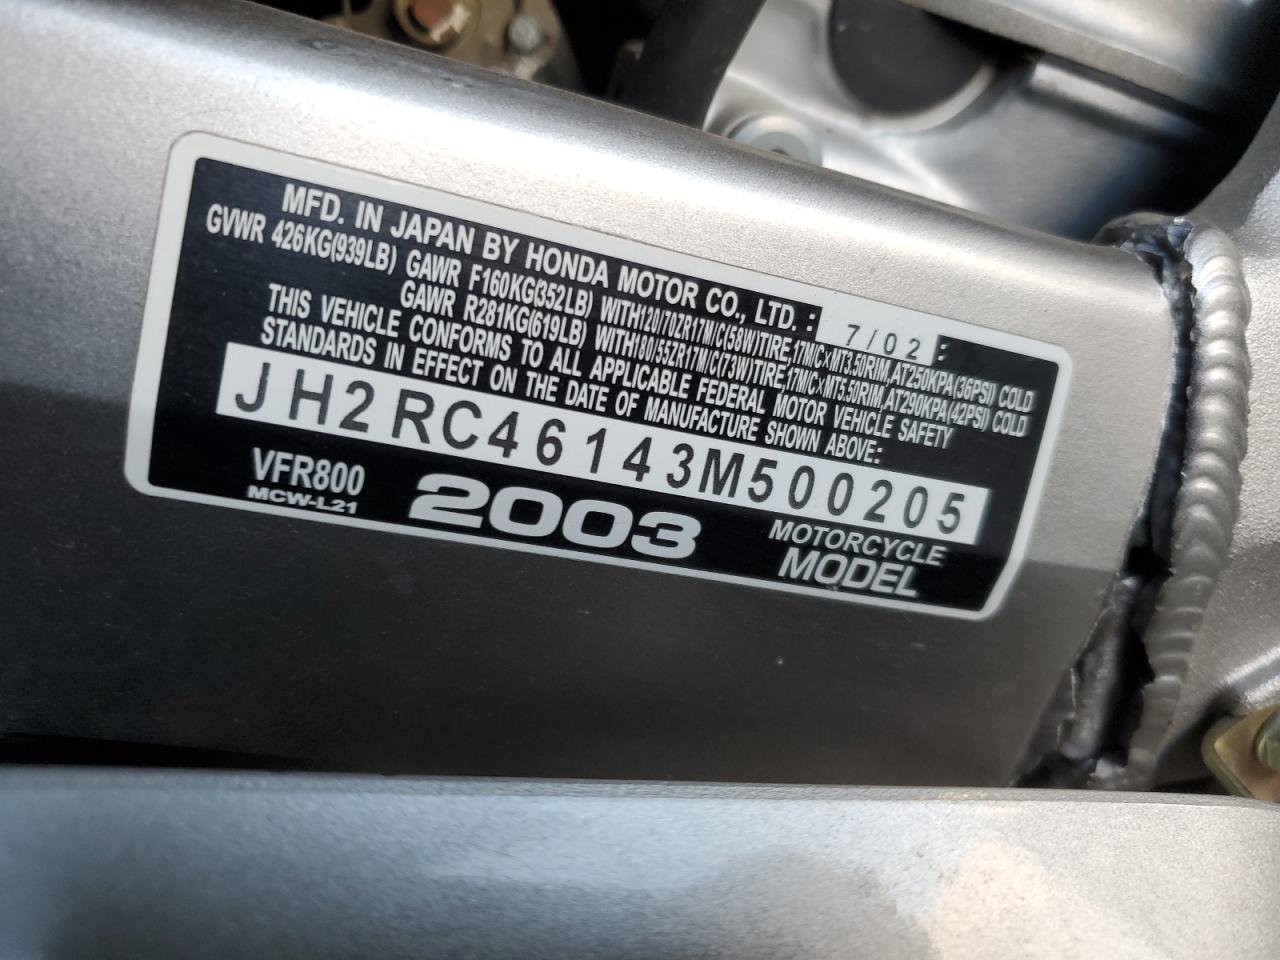 MFD. IN JAPAN BY HONDA MOTOR CO., LTD. : 7/02 :
GVWR 426KG(939LB) GAWR F160KG(352LB) WITH120/70ZR17M/C(58W)TIRE,17M/C×MT3.50RIM,AT250KPA(36PSI) COLD
GAWR R281KG(619LB) WITH180/55ZR17M/C(73W)TIRE,17M/C×MT5.50RIM,AT290KPA(42PSI) COLD
THIS VEHICLE CONFORMS TO ALL APPLICABLE FEDERAL MOTOR VEHICLE SAFETY
STANDARDS IN EFFECT ON THE DATE OF MANUFACTURE SHOWN ABOVE:
JH2RC46143M500205
VFR800
MCW-L21
2003
MOTORCYCLE
MODEL